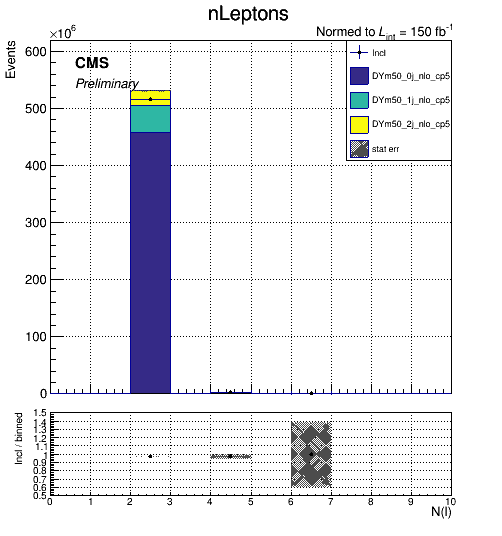 nLeptons
Normed to L_int = 150 fb^-1
×10^6
Events
600
500
400
300
200
100
0
CMS
Preliminary
Incl
DYm50_0j_nlo_cp5
DYm50_1j_nlo_cp5
DYm50_2j_nlo_cp5
stat err
Incl / binned
1.5
1.4
1.3
1.2
1.1
1
0.9
0.8
0.7
0.6
0.5
0 1 2 3 4 5 6 7 8 9 10
N(l)